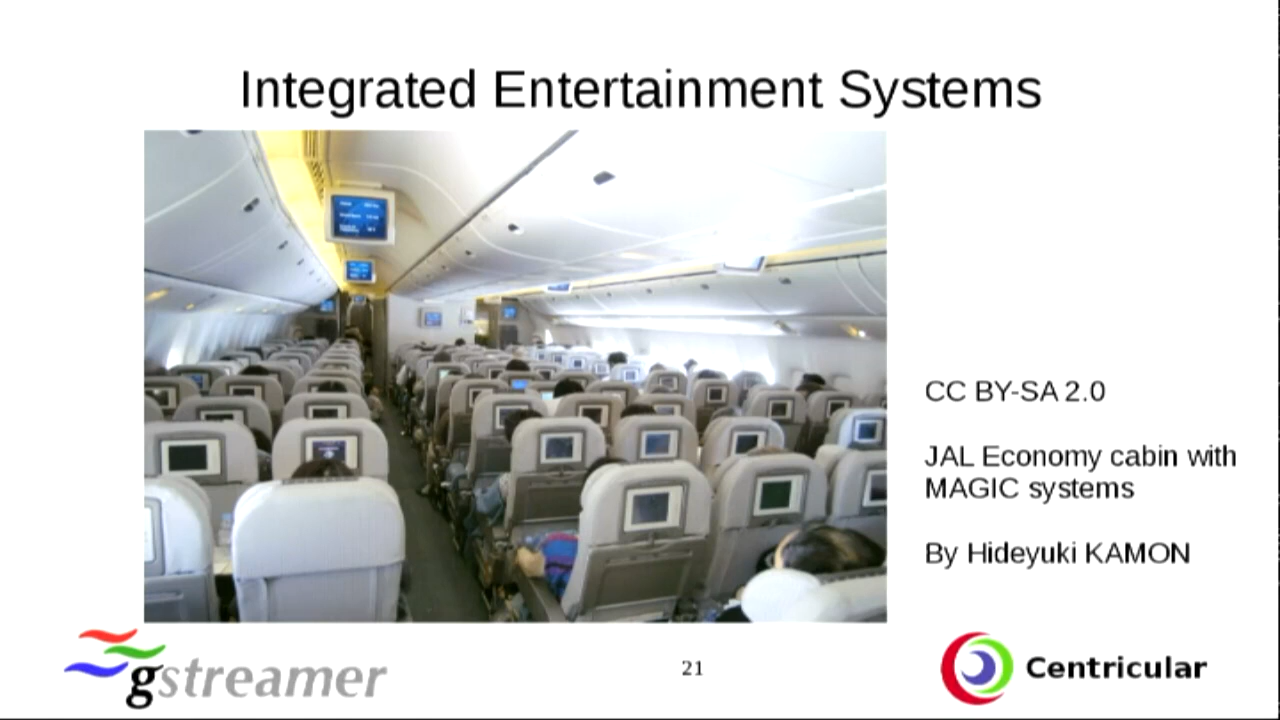 Integrated Entertainment Systems
CC BY-SA 2.0
JAL Economy cabin with
MAGIC systems
By Hideyuki KAMON
gstreamer
21
Centricular